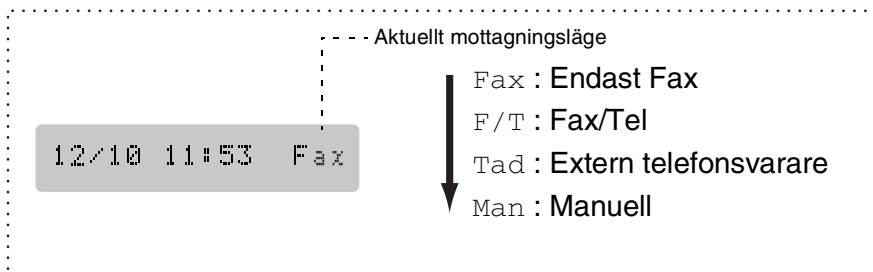 Aktuellt mottagningsläge
12/10 11:53 Fax
Fax : Endast Fax
F/T : Fax/Tel
Tad : Extern telefonsvarare
Man : Manuell